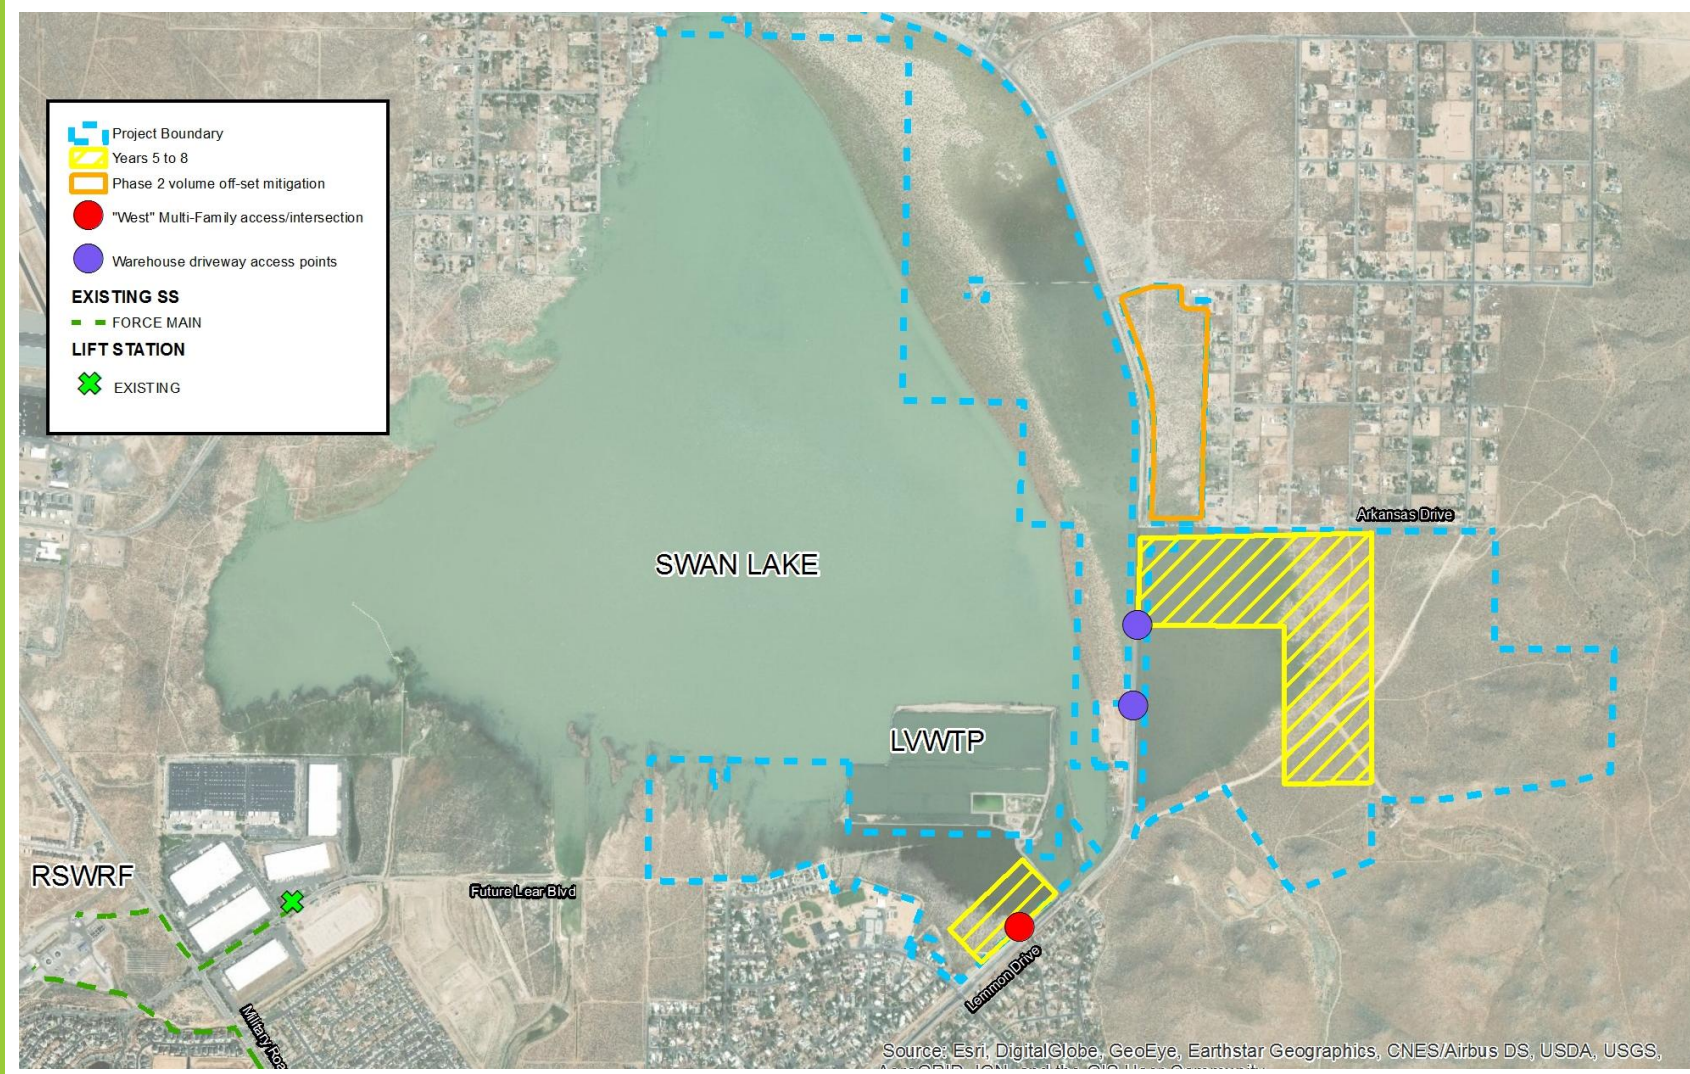 Project Boundary
Years 5 to 8
Phase 2 volume off-set mitigation
"West" Multi-Family access/intersection
Warehouse driveway access points
EXISTING SS
FORCE MAIN
LIFT STATION
EXISTING
Arkansas Drive
SWAN LAKE
LVWTP
RSWRF
Future Lear Blvd
Lemmon Drive
Military
Source: Esri, DigitalGlobe, GeoEye, Earthstar Geographics, CNES/Airbus DS, USDA, USGS,